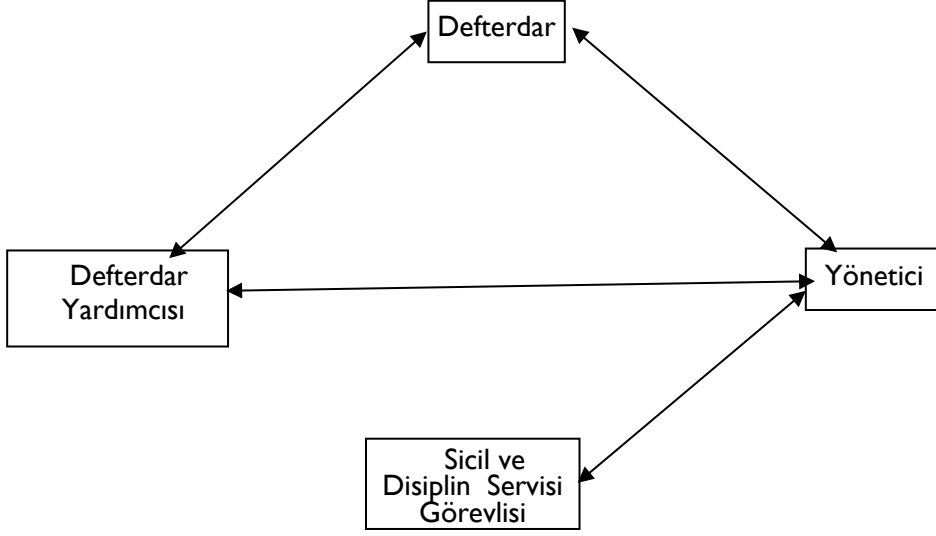 Defterdar
Defterdar
Yardımcısı
Yönetici
Sicil ve
Disiplin Servisi
Görevlisi